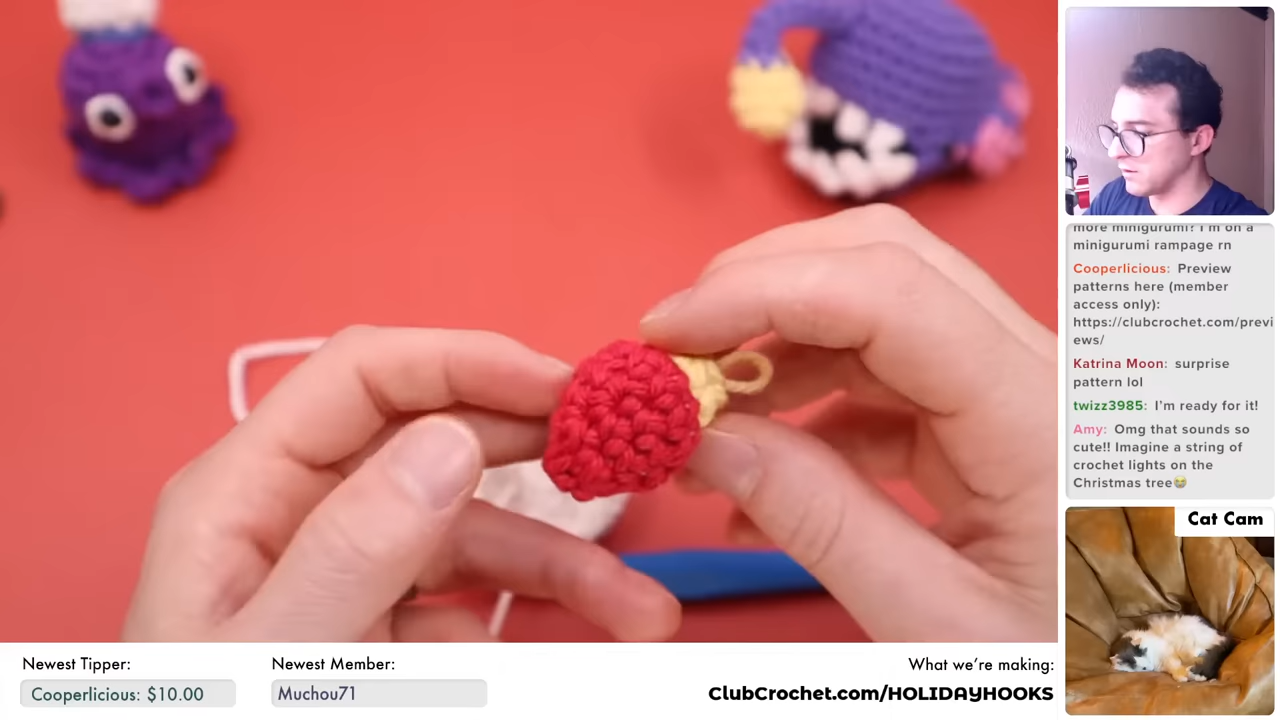 more minigurumi? I'm on a
minigurumi rampage rn
Cooperlicious: Preview
patterns here (member
access only):
https://clubcrochet.com/previ
ews/
Katrina Moon: surprise
pattern lol
twizz3985: I'm ready for it!
Amy: Omg that sounds so
cute!! Imagine a string of
crochet lights on the
Christmas tree😭
Cat Cam
Newest Tipper:
Cooperlicious: $10.00
Newest Member:
Muchou71
What we're making:
ClubCrochet.com/HOLIDAYHOOKS